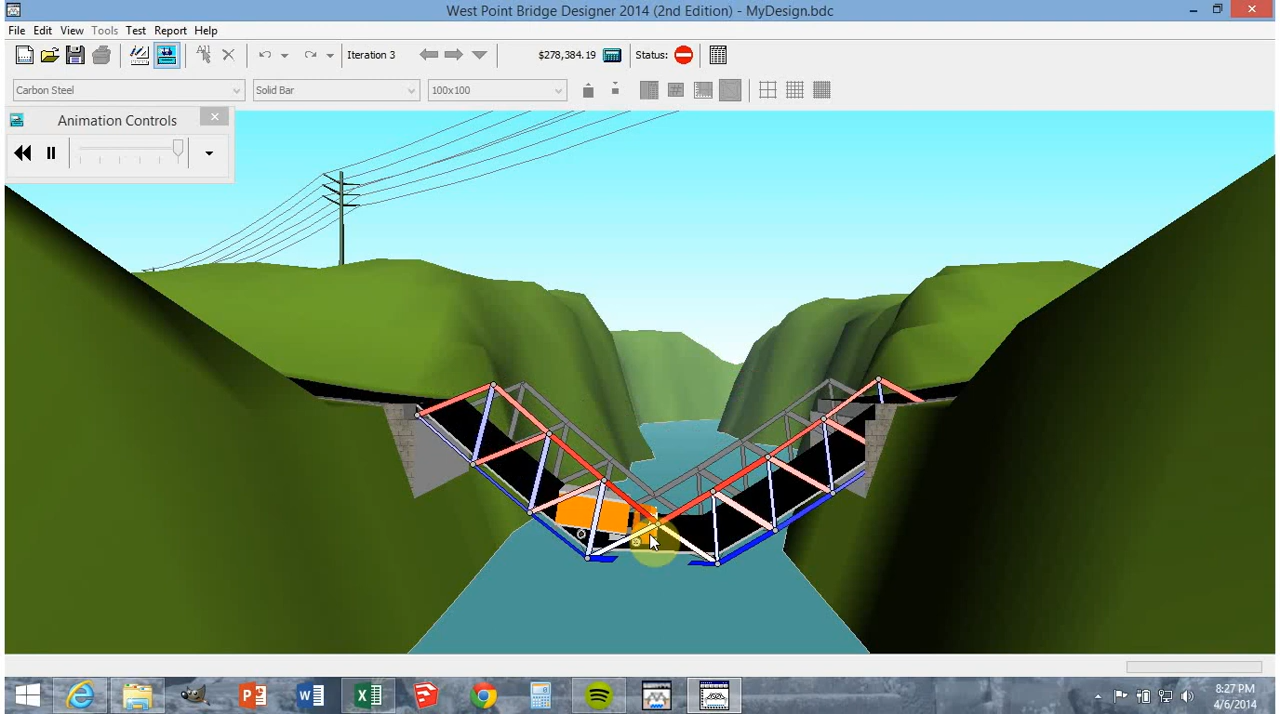 West Point Bridge Designer 2014 (2nd Edition) - MyDesign.bdc
File Edit View Tools Test Report Help
Iteration 3 $278,384.19 Status:
Carbon Steel Solid Bar 100x100
Animation Controls
8:27 PM
4/6/2014